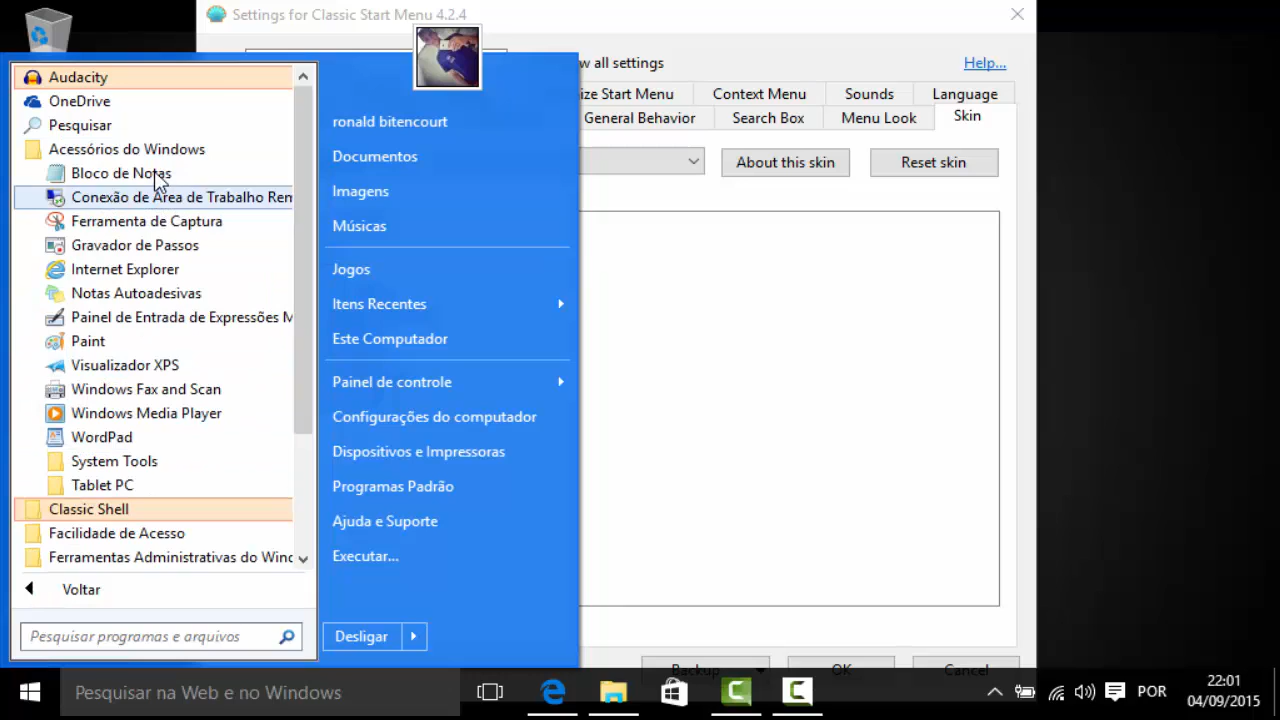 Settings for Classic Start Menu 4.2.4
w all settings
Help...
ize Start Menu
Context Menu
Sounds
Language
General Behavior
Search Box
Menu Look
Skin
About this skin
Reset skin
Audacity
OneDrive
Pesquisar
Acessórios do Windows
Bloco de Notas
Conexão de Área de Trabalho Rem
Ferramenta de Captura
Gravador de Passos
Internet Explorer
Notas Autoadesivas
Painel de Entrada de Expressões M
Paint
Visualizador XPS
Windows Fax and Scan
Windows Media Player
WordPad
System Tools
Tablet PC
Classic Shell
Facilidade de Acesso
Ferramentas Administrativas do Winc
Voltar
Pesquisar programas e arquivos
ronald bitencourt
Documentos
Imagens
Músicas
Jogos
Itens Recentes
Este Computador
Painel de controle
Configurações do computador
Dispositivos e Impressoras
Programas Padrão
Ajuda e Suporte
Executar...
Desligar
Backup
OK
Cancel
Pesquisar na Web e no Windows
POR
22:01
04/09/2015